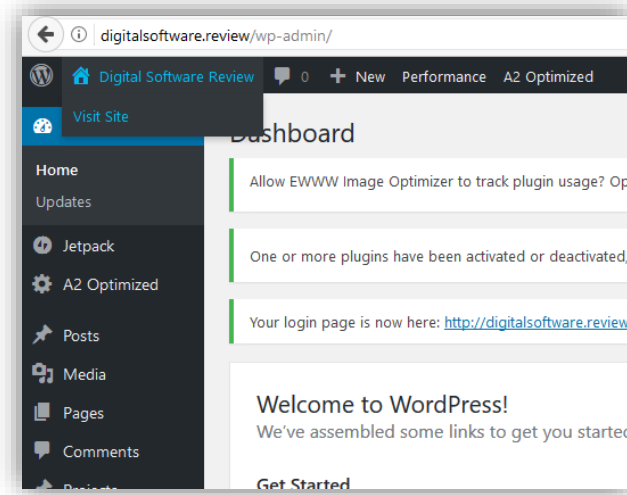 digitalsoftware.review/wp-admin/
Digital Software Review 0 + New Performance A2 Optimized
Visit Site
Dashboard
Home
Updates
Jetpack
A2 Optimized
Posts
Media
Pages
Comments
Projects
Allow EWWW Image Optimizer to track plugin usage? Op
One or more plugins have been activated or deactivated,
Your login page is now here: http://digitalsoftware.review
Welcome to WordPress!
We've assembled some links to get you started
Get Started